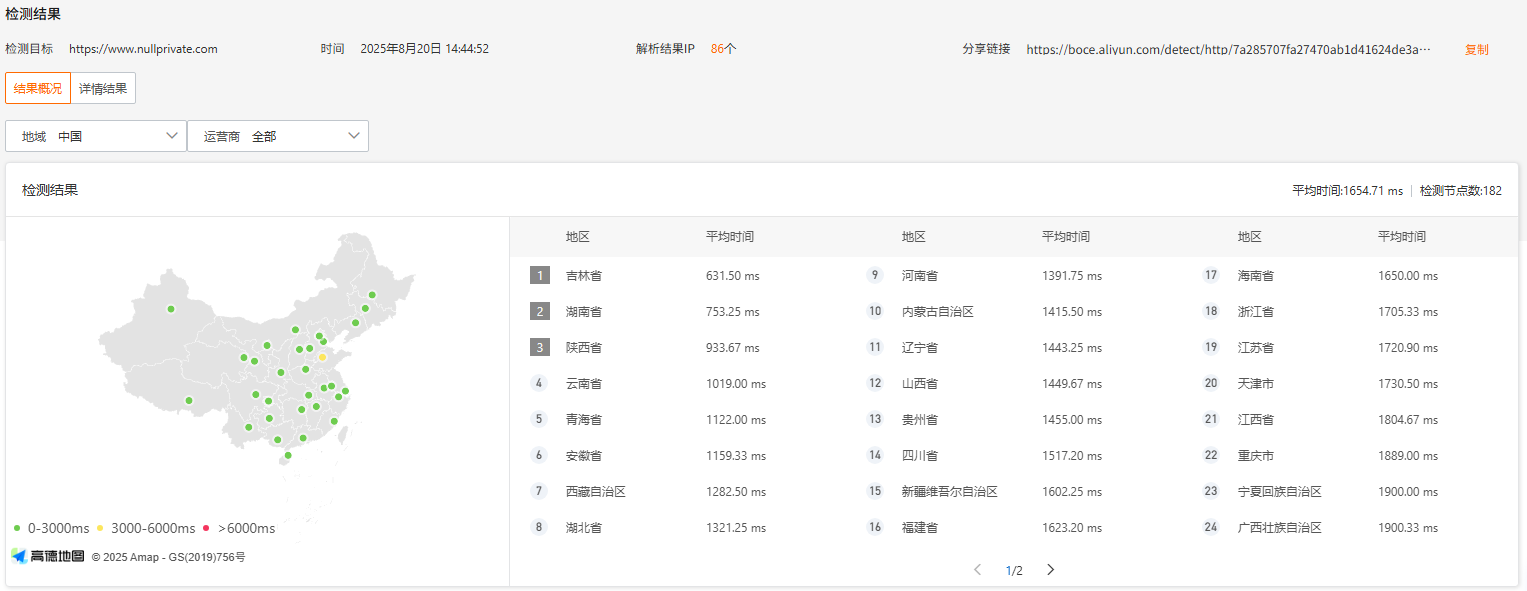 检测结果
检测目标 https://www.nullprivate.com 时间 2025年8月20日 14:44:52 解析结果IP 86个 分享链接 https://boce.aliyun.com/detect/http/7a285707fa27470ab1d41624de3a··· 复制
结果概况 详情结果
地域 中国 运营商 全部
检测结果 平均时间:1654.71 ms 检测节点数:182
地区 平均时间 地区 平均时间 地区 平均时间
1 吉林省 631.50 ms 9 河南省 1391.75 ms 17 海南省 1650.00 ms
2 湖南省 753.25 ms 10 内蒙古自治区 1415.50 ms 18 浙江省 1705.33 ms
3 陕西省 933.67 ms 11 辽宁省 1443.25 ms 19 江苏省 1720.90 ms
4 云南省 1019.00 ms 12 山西省 1449.67 ms 20 天津市 1730.50 ms
5 青海省 1122.00 ms 13 贵州省 1455.00 ms 21 江西省 1804.67 ms
6 安徽省 1159.33 ms 14 四川省 1517.20 ms 22 重庆市 1889.00 ms
7 西藏自治区 1282.50 ms 15 新疆维吾尔自治区 1602.25 ms 23 宁夏回族自治区 1900.00 ms
8 湖北省 1321.25 ms 16 福建省 1623.20 ms 24 广西壮族自治区 1900.33 ms
0-3000ms 3000-6000ms >6000ms
高德地图 © 2025 Amap - GS(2019)756号
1/2